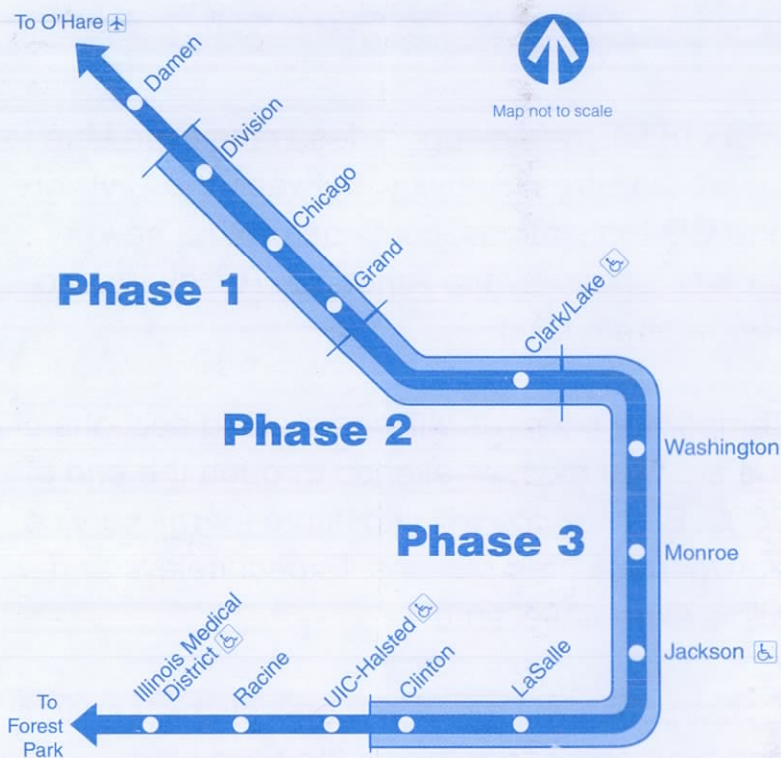 To O'Hare
Damen
Division
Chicago
Grand
Clark/Lake
Map not to scale
Phase 1
Phase 2
Phase 3
Washington
Monroe
Jackson
LaSalle
Clinton
UIC-Halsted
Racine
Illinois Medical
District
To
Forest
Park